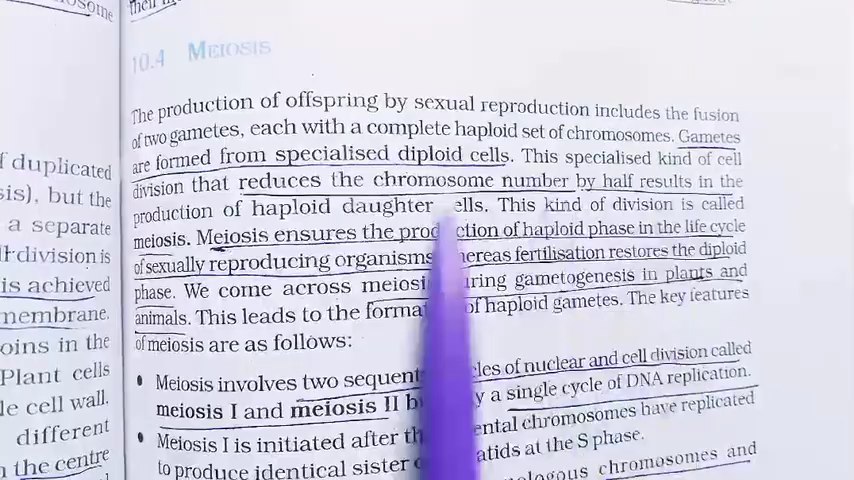 osome
f duplicated
sis), but the
a separate
division is
is achieved
membrane.
oins in the
Plant cells
le cell wall.
different
the centre
their
10.4 MEIOSIS
The production of offspring by sexual reproduction includes the fusion
of two gametes, each with a complete haploid set of chromosomes. Gametes
are formed from specialised diploid cells. This specialised kind of cell
division that reduces the chromosome number by half results in the
production of haploid daughter ells. This kind of division is called
meiosis. Meiosis ensures the production of haploid phase in the life cycle
of sexually reproducing organisms hereas fertilisation restores the diploid
phase. We come across meiosi uring gametogenesis in plants and
animals. This leads to the forma of haploid gametes. The key features
of meiosis are as follows:
• Meiosis involves two sequent les of nuclear and cell division called
meiosis I and meiosis II b y a single cycle of DNA replication.
• Meiosis I is initiated after th ental chromosomes have replicated
to produce identical sister atids at the S phase.
ologous chromosomes and